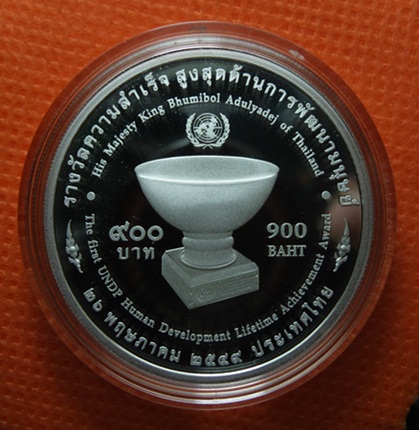 รางวัลความสำเร็จ สูงสุดด้านการพัฒนามนุษย์
His Majesty King Bhumibol Adulyadej of Thailand
๙๐๐
บาท
900
BAHT
The first UNDP Human Development Lifetime Achievement Award
๒๖ พฤษภาคม ๒๕๔๙ ประเทศไทย